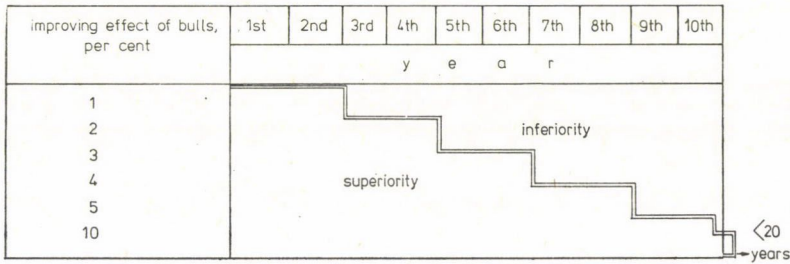 improving effect of bulls, 1st 2nd 3rd 4th 5th 6th 7th 8th 9th 10th
per cent
y e a r
1
2 inferiority
3
4 superiority
5
10 <20
years